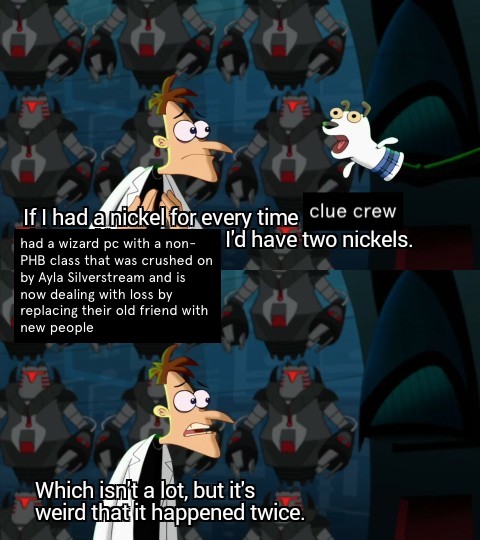 If I had a nickel for every time clue crew
had a wizard pc with a non-
PHB class that was crushed on
by Ayla Silverstream and is
now dealing with loss by
replacing their old friend with
new people
I'd have two nickels.
Which isn't a lot, but it's
weird that it happened twice.